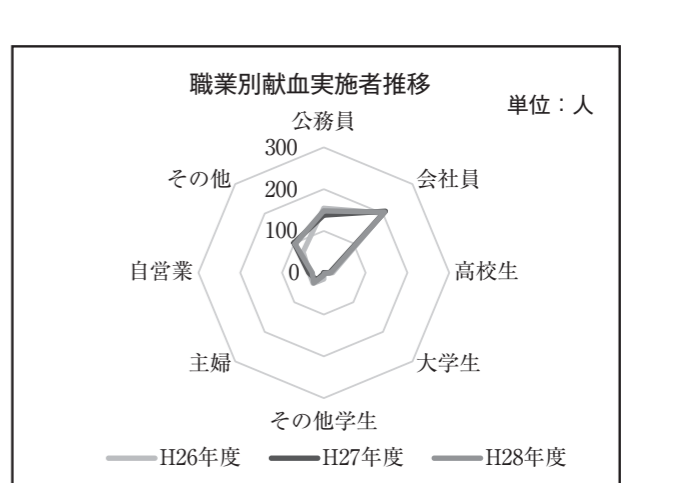 職業別献血実施者推移
単位：人
公務員
300
その他
会社員
200
100
自営業
0
高校生
主婦
大学生
その他学生
H26年度 H27年度 H28年度